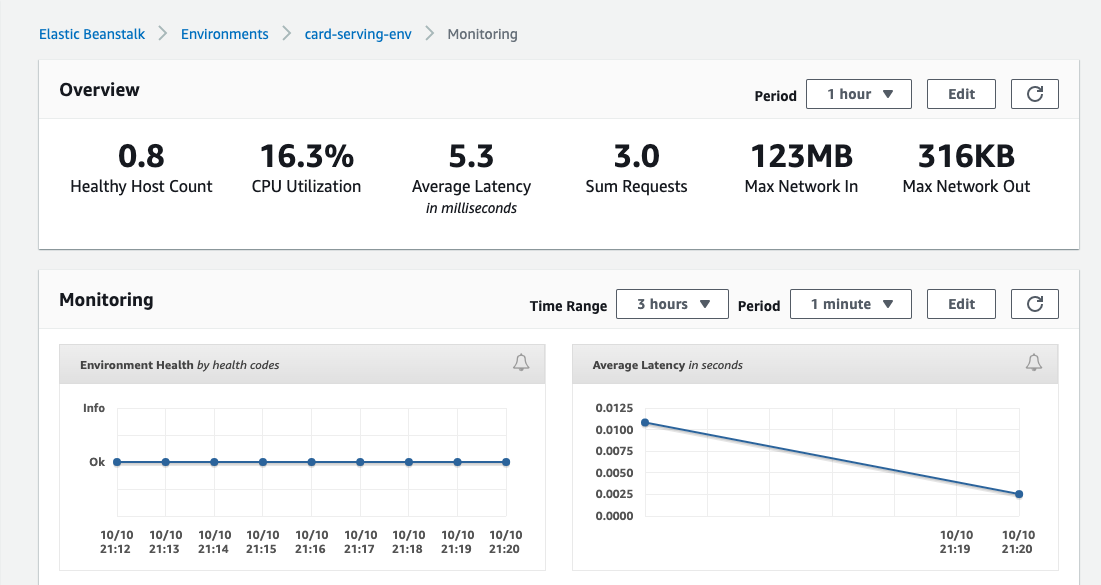 Elastic Beanstalk > Environments > card-serving-env > Monitoring
Overview
Period 1 hour Edit
0.8 16.3% 5.3 3.0 123MB 316KB
Healthy Host Count CPU Utilization Average Latency Sum Requests Max Network In Max Network Out
in milliseconds
Monitoring
Time Range 3 hours Period 1 minute Edit
Environment Health by health codes
Info
Ok
10/10 10/10 10/10 10/10 10/10 10/10 10/10 10/10 10/10
21:12 21:13 21:14 21:15 21:16 21:17 21:18 21:19 21:20
Average Latency in seconds
0.0125
0.0100
0.0075
0.0050
0.0025
0.0000
10/10 10/10
21:19 21:20